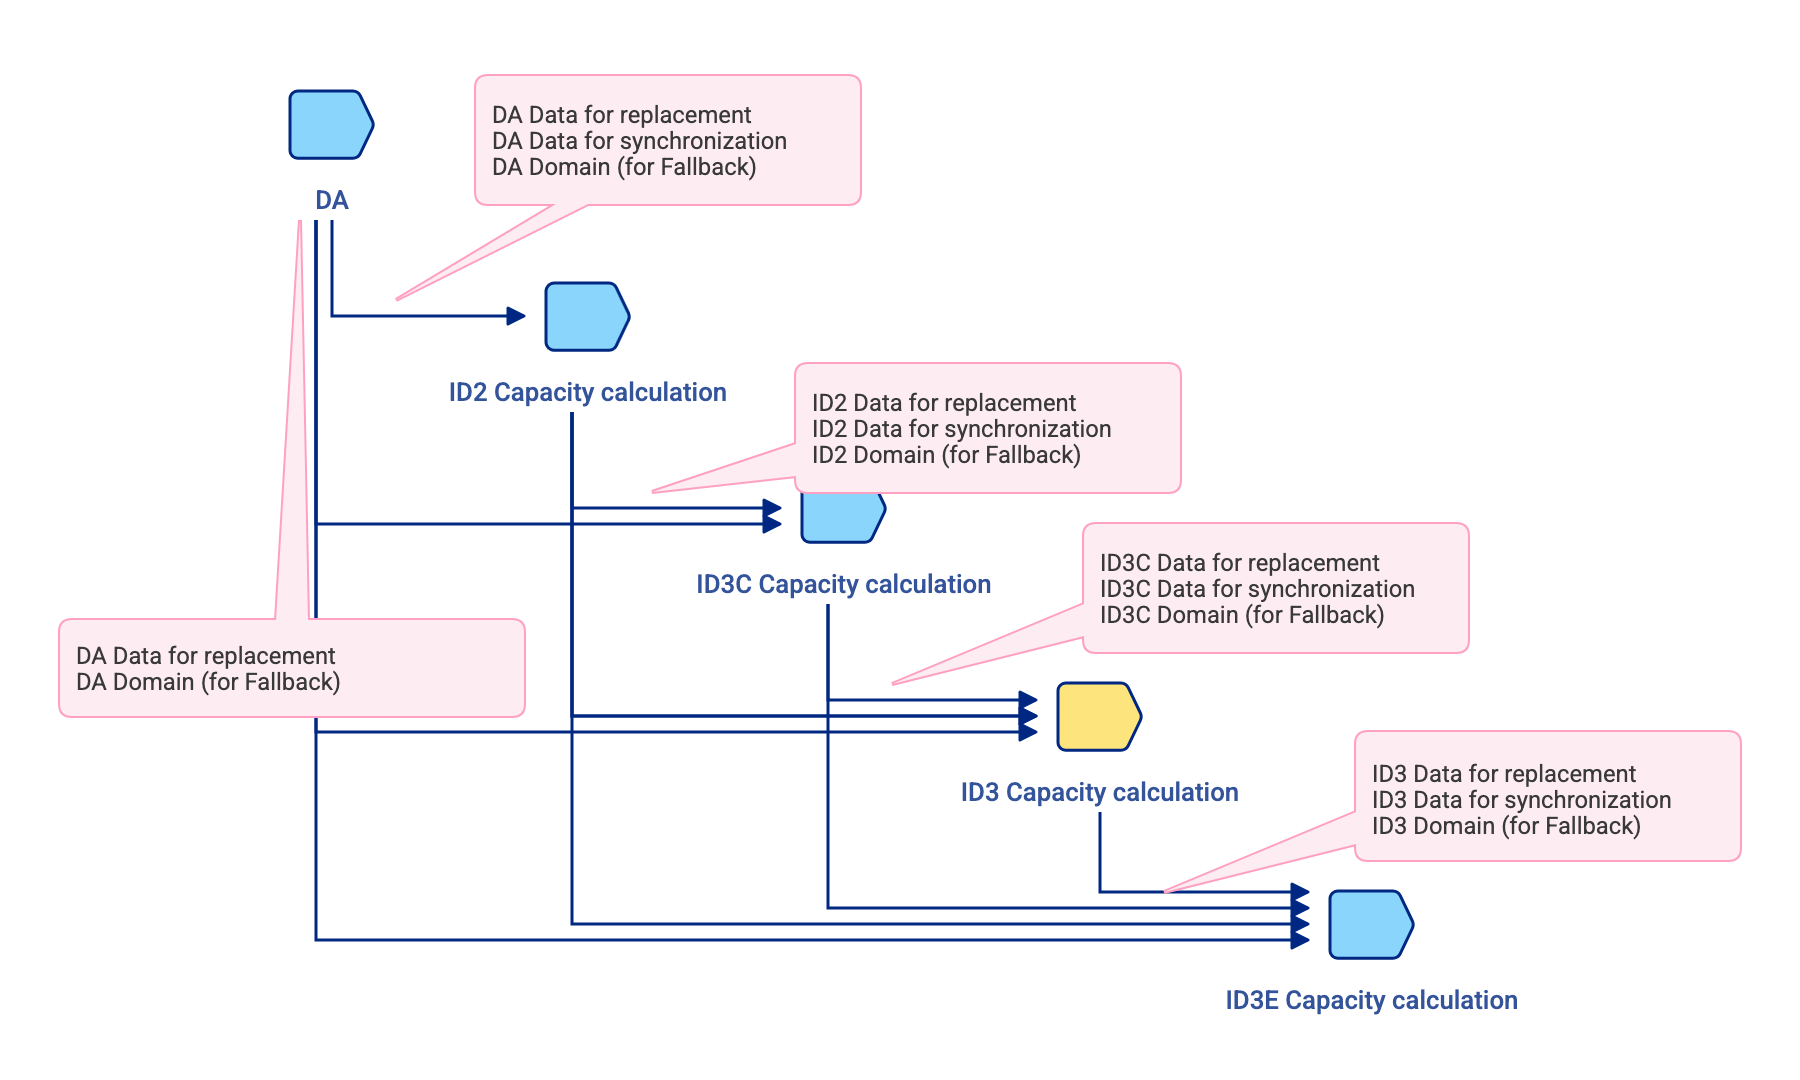 DA Data for replacement
DA Data for synchronization
DA Domain (for Fallback)
DA
ID2 Capacity calculation
ID2 Data for replacement
ID2 Data for synchronization
ID2 Domain (for Fallback)
ID3C Capacity calculation
ID3C Data for replacement
ID3C Data for synchronization
ID3C Domain (for Fallback)
DA Data for replacement
DA Domain (for Fallback)
ID3 Capacity calculation
ID3 Data for replacement
ID3 Data for synchronization
ID3 Domain (for Fallback)
ID3E Capacity calculation